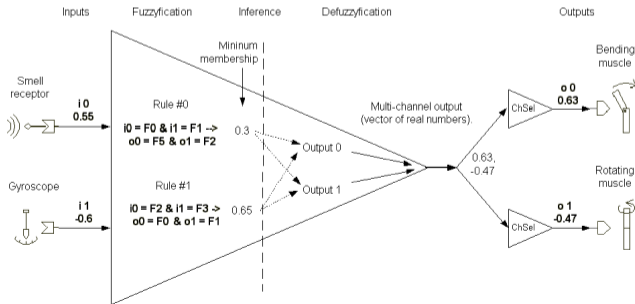 Inputs Fuzzyfication Inference Defuzzyfication Outputs
Mininum
membership
Bending
muscle
Smell
receptor
i 0
0.55
Rule #0
i0 = F0 & i1 = F1 ->
o0 = F5 & o1 = F2
0.3
Multi-channel output
(vector of real numbers).
ChSel
o 0
0.63
Output 0
0.63,
-0.47
Gyroscope
i 1
-0.6
Rule #1
i0 = F2 & i1 = F3 ->
o0 = F0 & o1 = F1
0.65
Output 1
Rotating
muscle
ChSel
o 1
-0.47